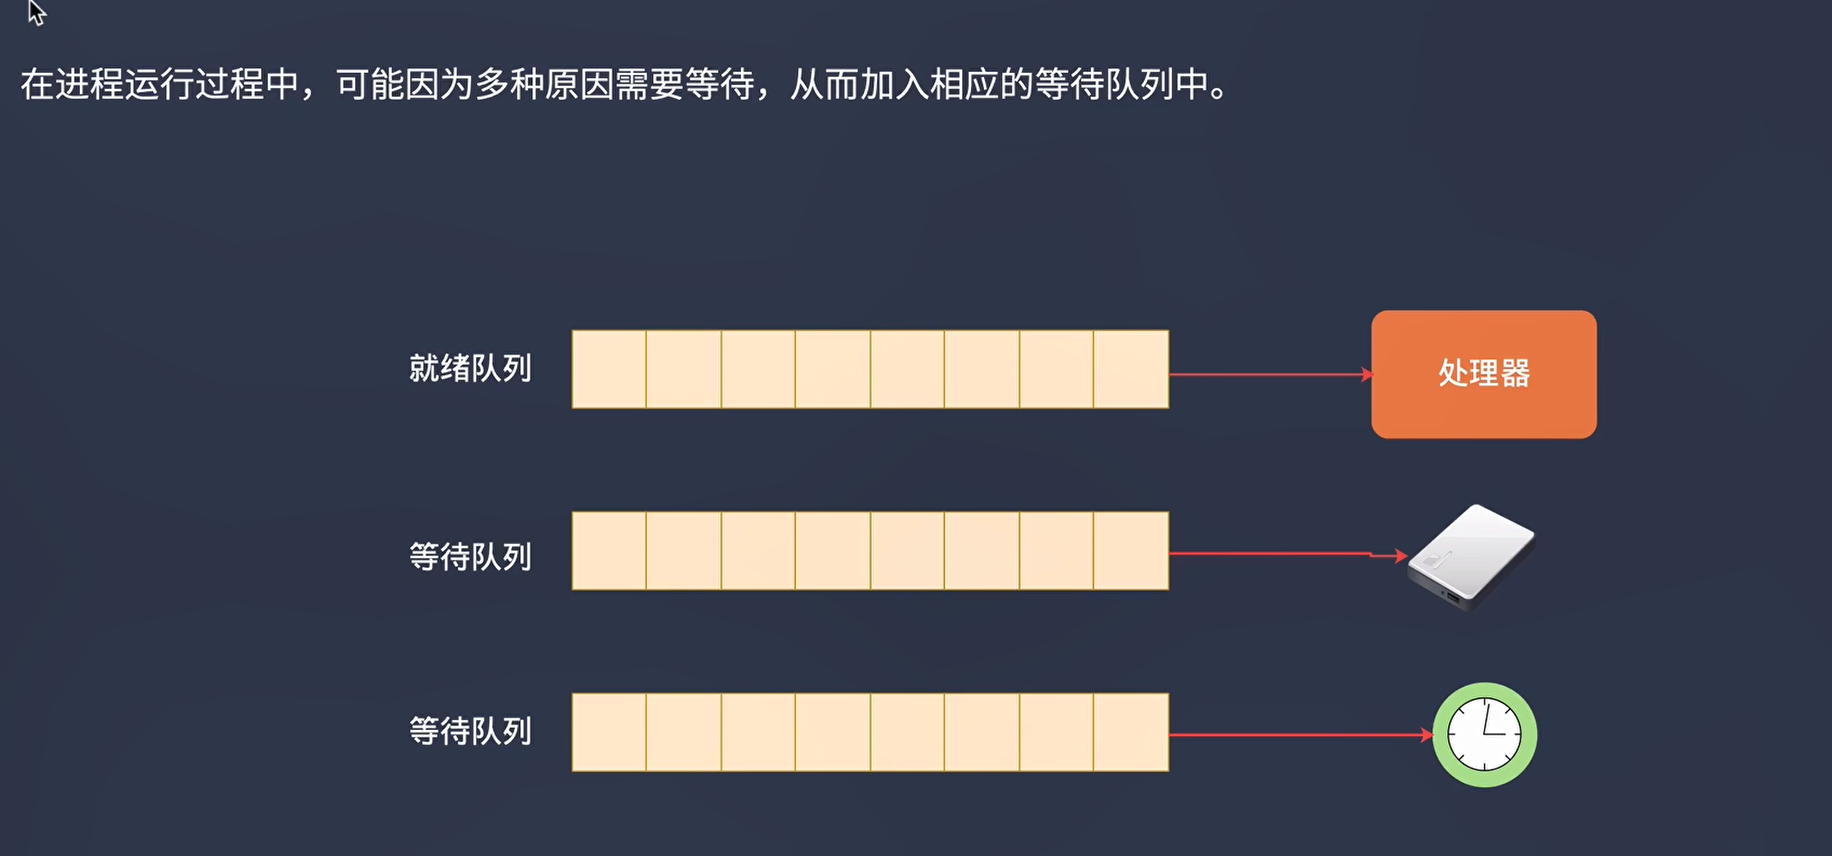 在进程运行过程中，可能因为多种原因需要等待，从而加入相应的等待队列中。
就绪队列
处理器
等待队列
等待队列